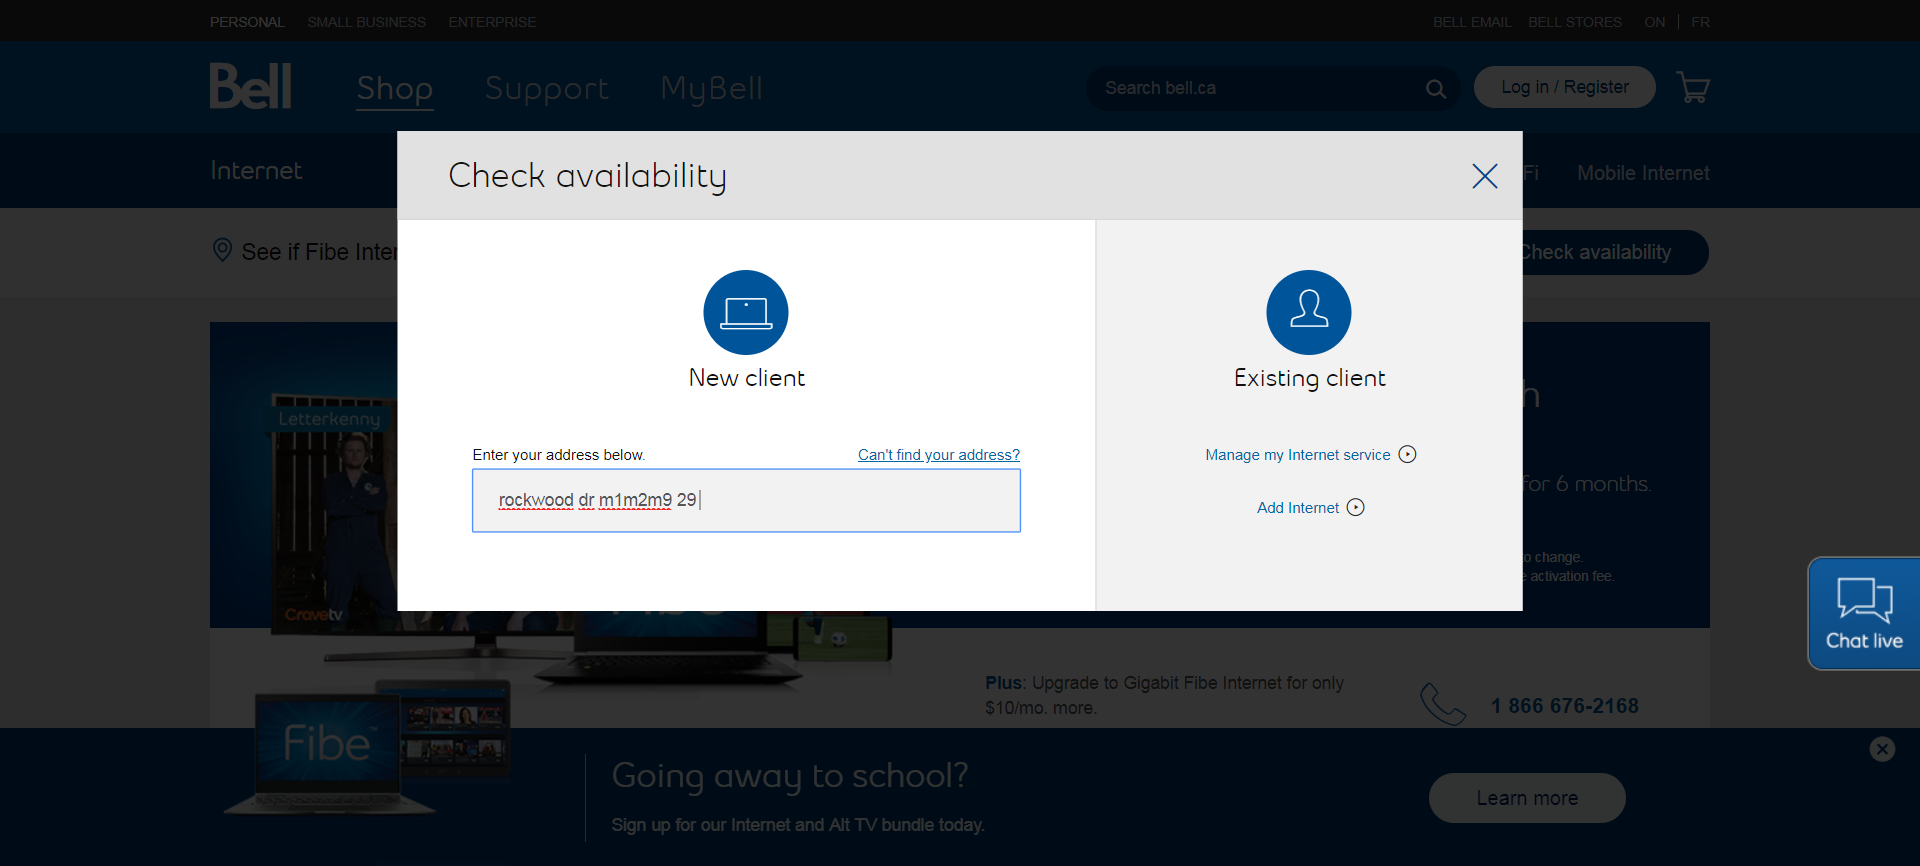 PERSONAL SMALL BUSINESS ENTERPRISE BELL EMAIL BELL STORES ON FR
Bell Shop Support MyBell Search bell.ca Log in / Register
Internet Fi Mobile Internet
See if Fibe Inter Check availability
Check availability
New client
Enter your address below. Can't find your address?
rockwood dr m1m2m9 29
Existing client
Manage my Internet service
Add Internet
Letterkenny
Cravetv
h
for 6 months.
to change.
activation fee.
Chat live
Plus: Upgrade to Gigabit Fibe Internet for only
$10/mo. more.
1 866 676-2168
Fibe™
Going away to school?
Sign up for our Internet and Alt TV bundle today.
Learn more